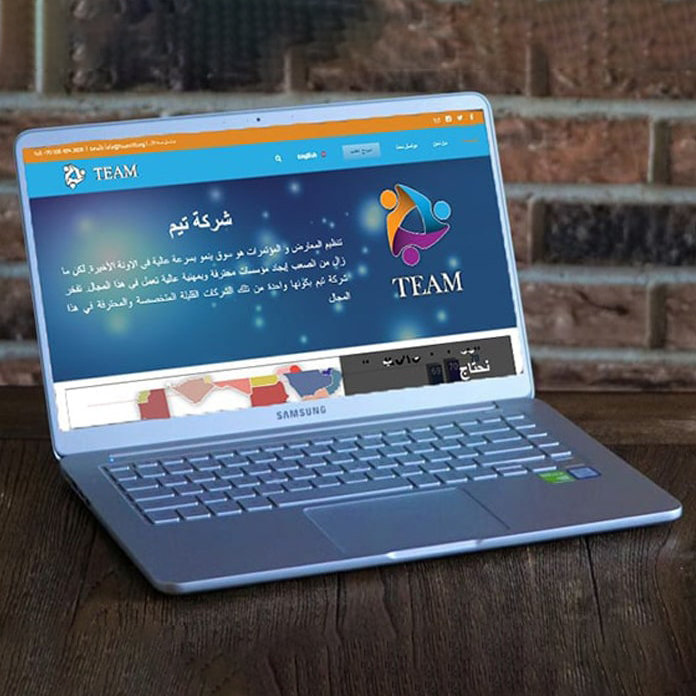 English
TEAM
شركة تيم
تنظيم المعارض و المؤتمرات هو سوق ينمو بسرعة عالية في الاونة الأخيرة. لكن ما
زال من الصعب إيجاد مؤسسات محترفة وبمهنية عالية تعمل في هذا المجال. تفخر
شركة تيم بكونها واحدة من تلك الشركات القليلة المتخصصة والمحترفة في هذا
المجال
TEAM
نحتاج
SAMSUNG